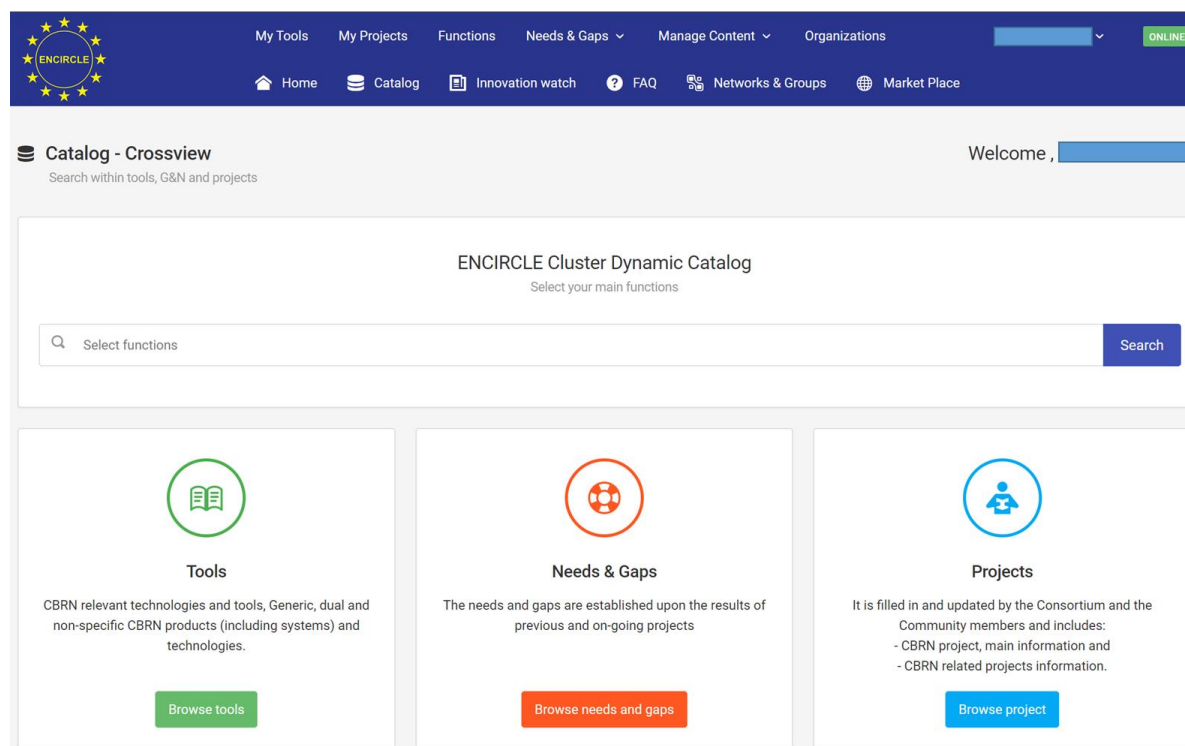 ENCIRCLE
My Tools My Projects Functions Needs & Gaps Manage Content Organizations ONLINE
Home Catalog Innovation watch FAQ Networks & Groups Market Place
Catalog - Crossview
Search within tools, G&N and projects
Welcome ,
ENCIRCLE Cluster Dynamic Catalog
Select your main functions
Select functions
Search
Tools
CBRN relevant technologies and tools, Generic, dual and
non-specific CBRN products (including systems) and
technologies.
Browse tools
Needs & Gaps
The needs and gaps are established upon the results of
previous and on-going projects
Browse needs and gaps
Projects
It is filled in and updated by the Consortium and the
Community members and includes:
- CBRN project, main information and
- CBRN related projects information.
Browse project